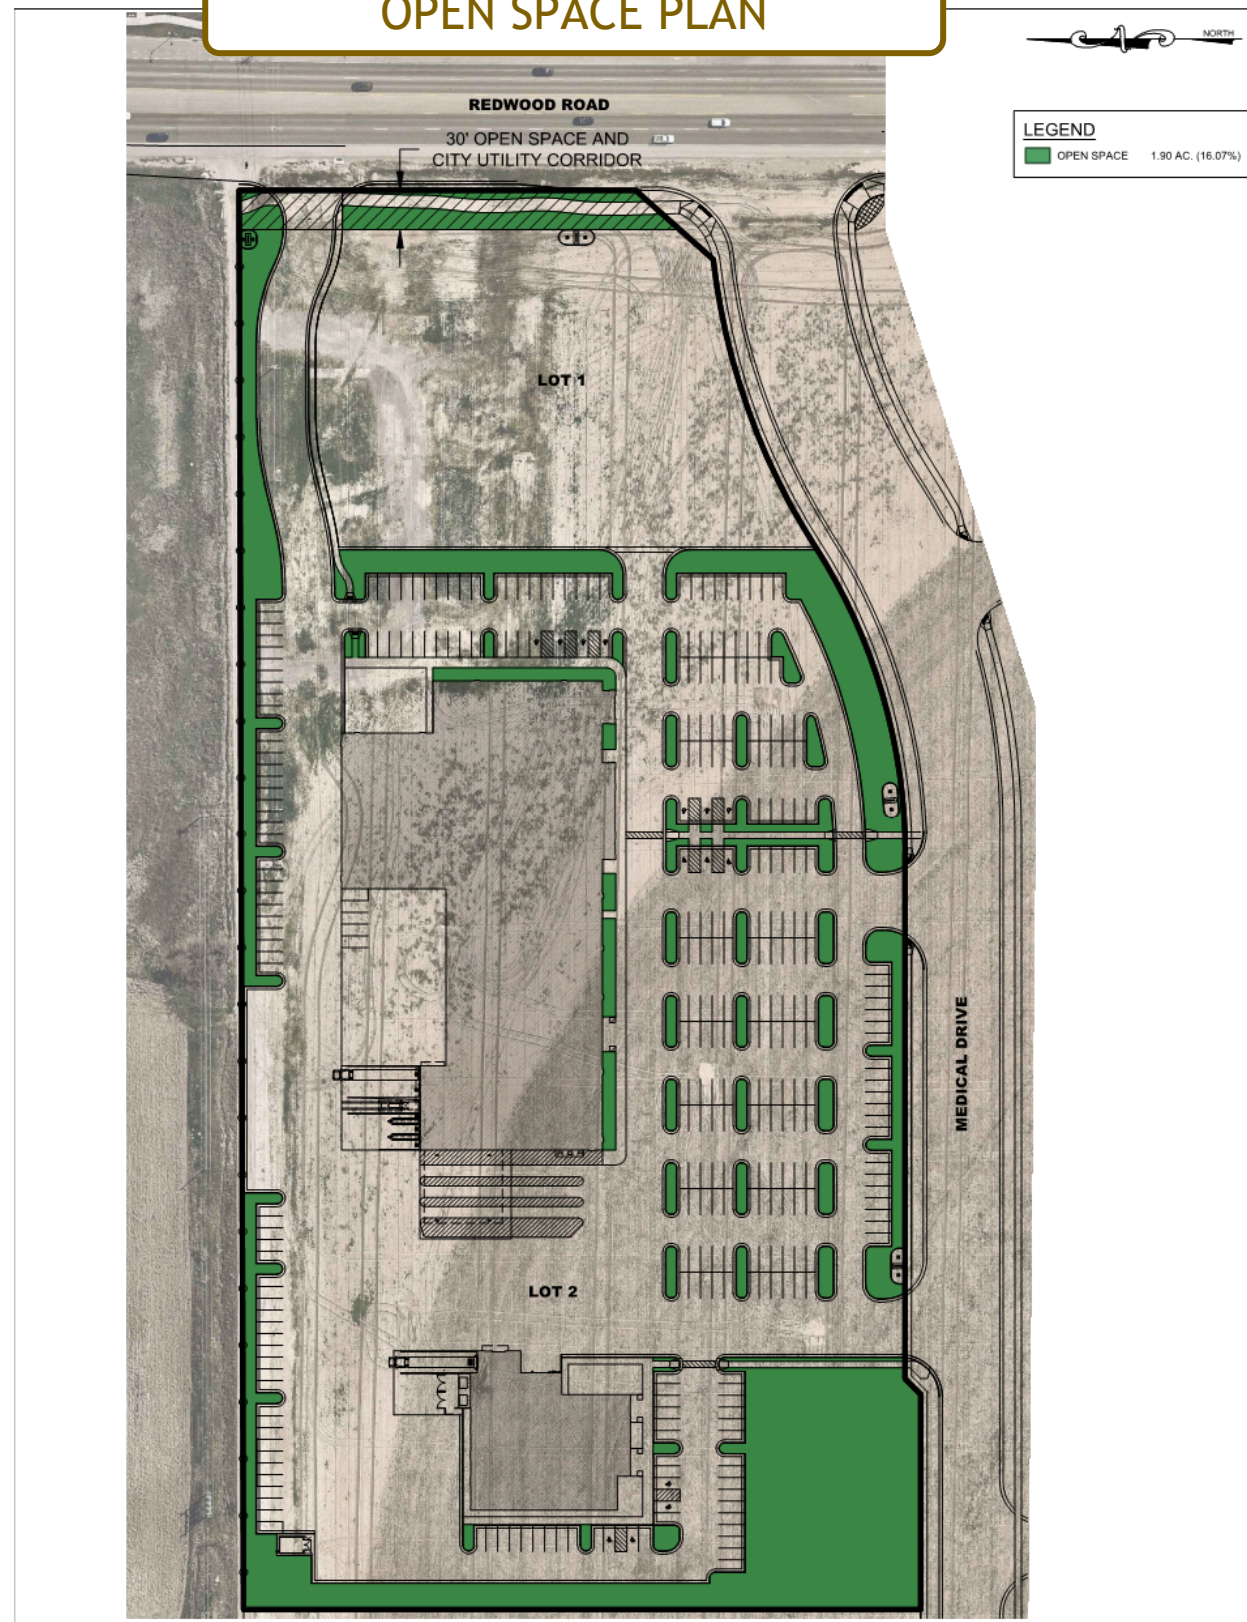 OPEN SPACE PLAN
NORTH
REDWOOD ROAD
30' OPEN SPACE AND
CITY UTILITY CORRIDOR
LEGEND
OPEN SPACE 1.90 AC. (16.07%)
LOT 1
MEDICAL DRIVE
LOT 2